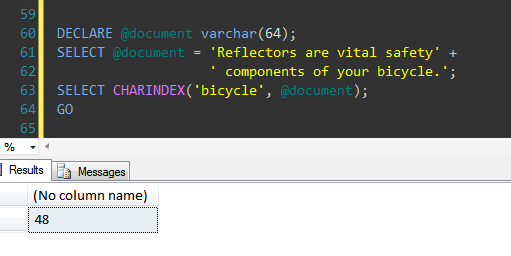 59
60 DECLARE @document varchar(64);
61 SELECT @document = 'Reflectors are vital safety' +
62 ' components of your bicycle.';
63 SELECT CHARINDEX('bicycle', @document);
64 GO
65
%
Results Messages
(No column name)
48